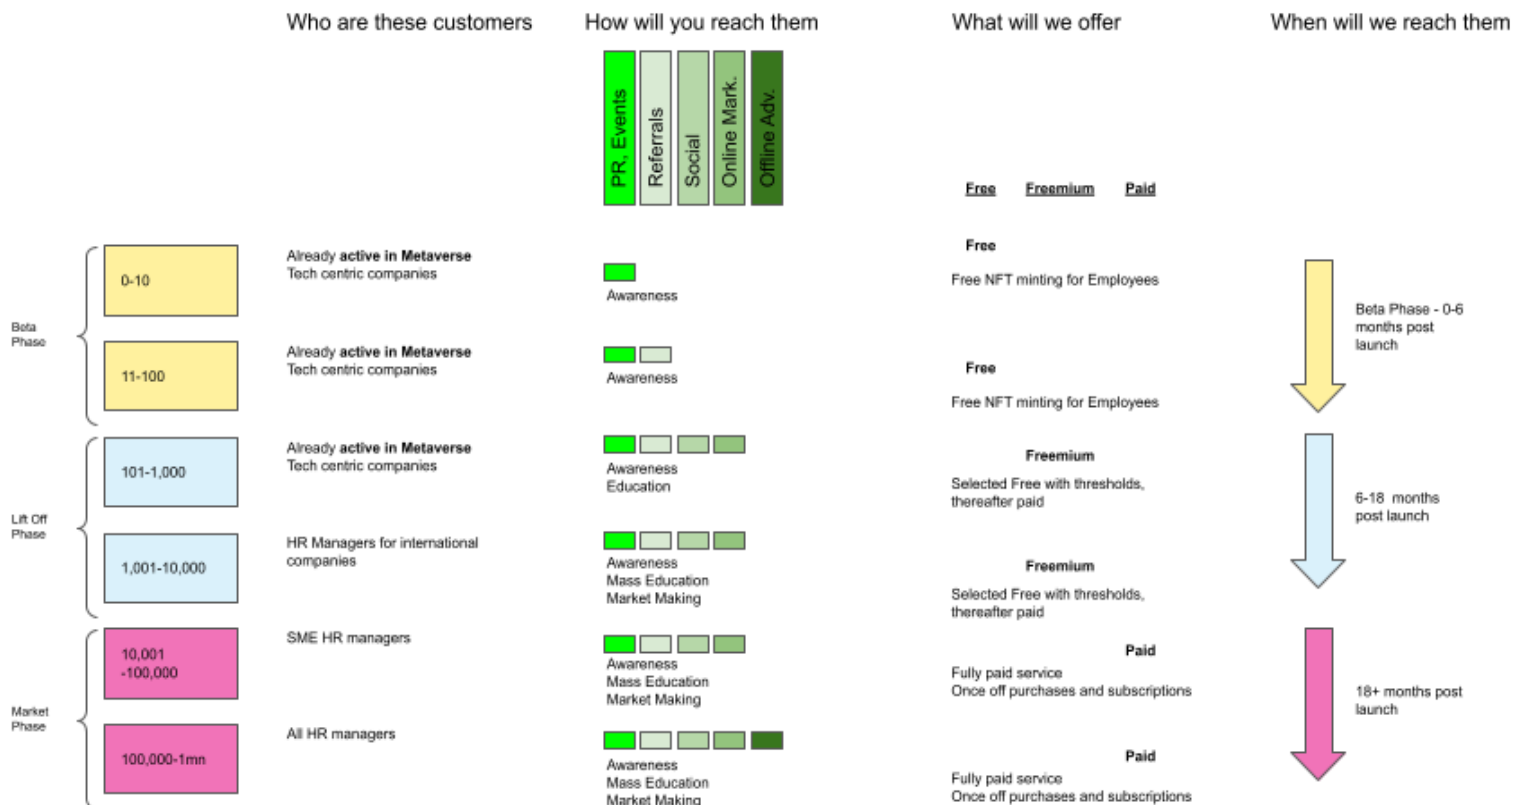 Who are these customers
How will you reach them
What will we offer
When will we reach them
PR, Events
Referrals
Social
Online Mark.
Offline Adv.
Free Freemium Paid
Beta
Phase
0-10
Already active in Metaverse
Tech centric companies
Awareness
Free
Free NFT minting for Employees
Beta Phase - 0-6
months post
launch
11-100
Already active in Metaverse
Tech centric companies
Awareness
Free
Free NFT minting for Employees
Lift Off
Phase
101-1,000
Already active in Metaverse
Tech centric companies
Awareness
Education
Freemium
Selected Free with thresholds,
thereafter paid
6-18 months
post launch
1,001-10,000
HR Managers for international
companies
Awareness
Mass Education
Market Making
Freemium
Selected Free with thresholds,
thereafter paid
Market
Phase
10,001
-100,000
SME HR managers
Awareness
Mass Education
Market Making
Paid
Fully paid service
Once off purchases and subscriptions
18+ months post
launch
100,000-1mn
All HR managers
Awareness
Mass Education
Market Making
Paid
Fully paid service
Once off purchases and subscriptions